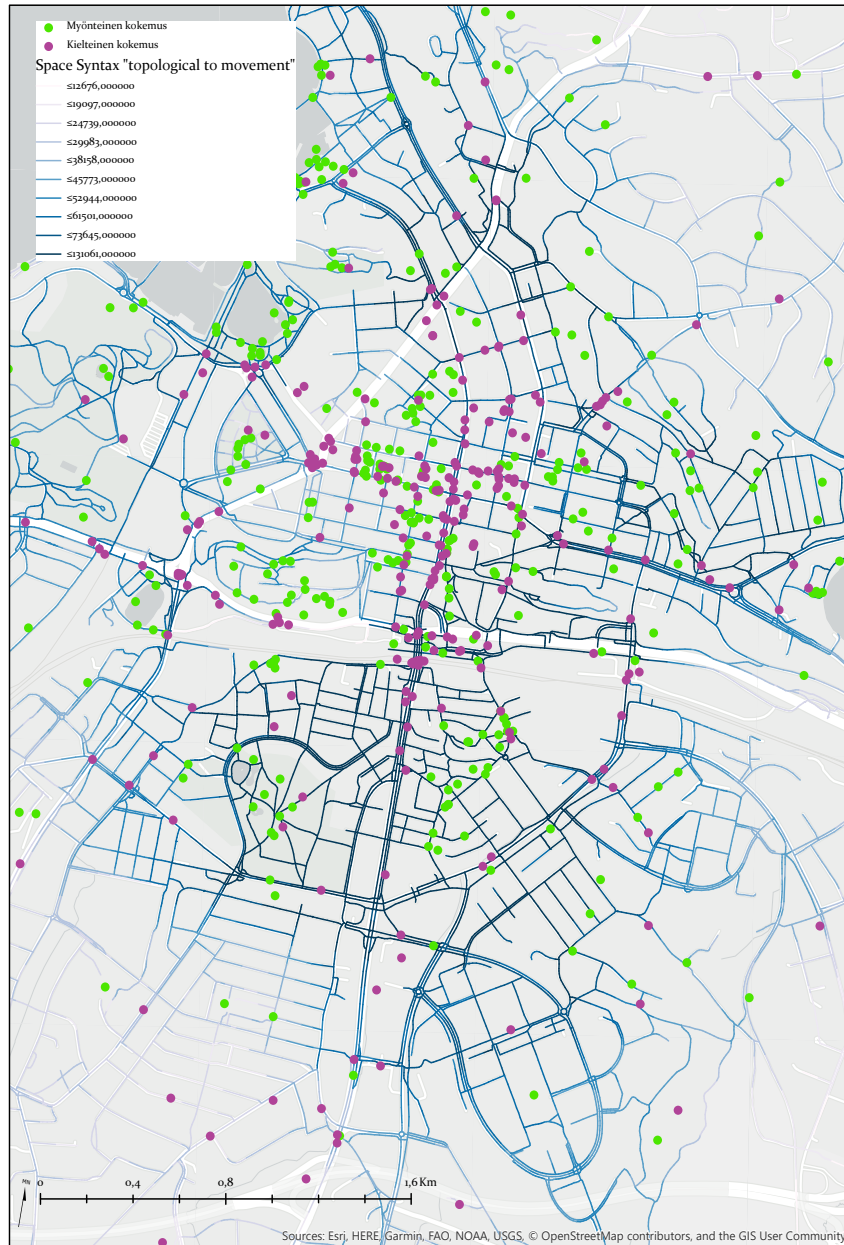 Myönteinen kokemus
Kielteinen kokemus
Space Syntax "topological to movement"
≤12676,000000
≤19097,000000
≤24739,000000
≤29983,000000
≤38158,000000
≤45773,000000
≤52944,000000
≤61501,000000
≤73645,000000
≤131061,000000
MN
0 0,4 0,8 1,6 Km
Sources: Esri, HERE, Garmin, FAO, NOAA, USGS, © OpenStreetMap contributors, and the GIS User Community